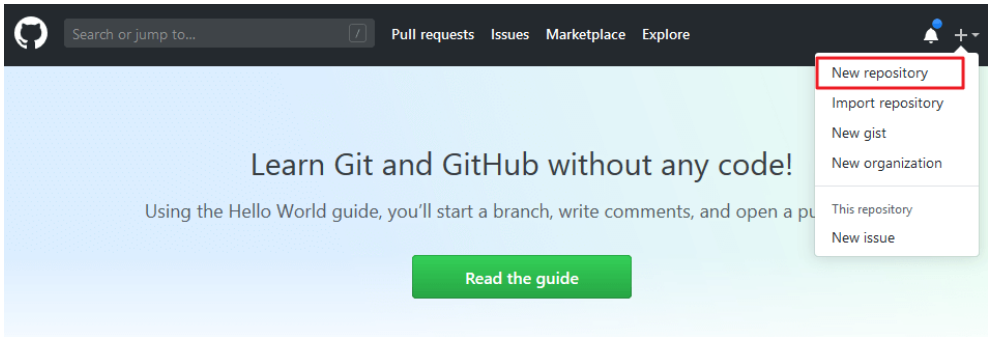 Search or jump to...
/
Pull requests
Issues
Marketplace
Explore
New repository
Import repository
New gist
New organization
This repository
New issue
Learn Git and GitHub without any code!
Using the Hello World guide, you’ll start a branch, write comments, and open a
Read the guide